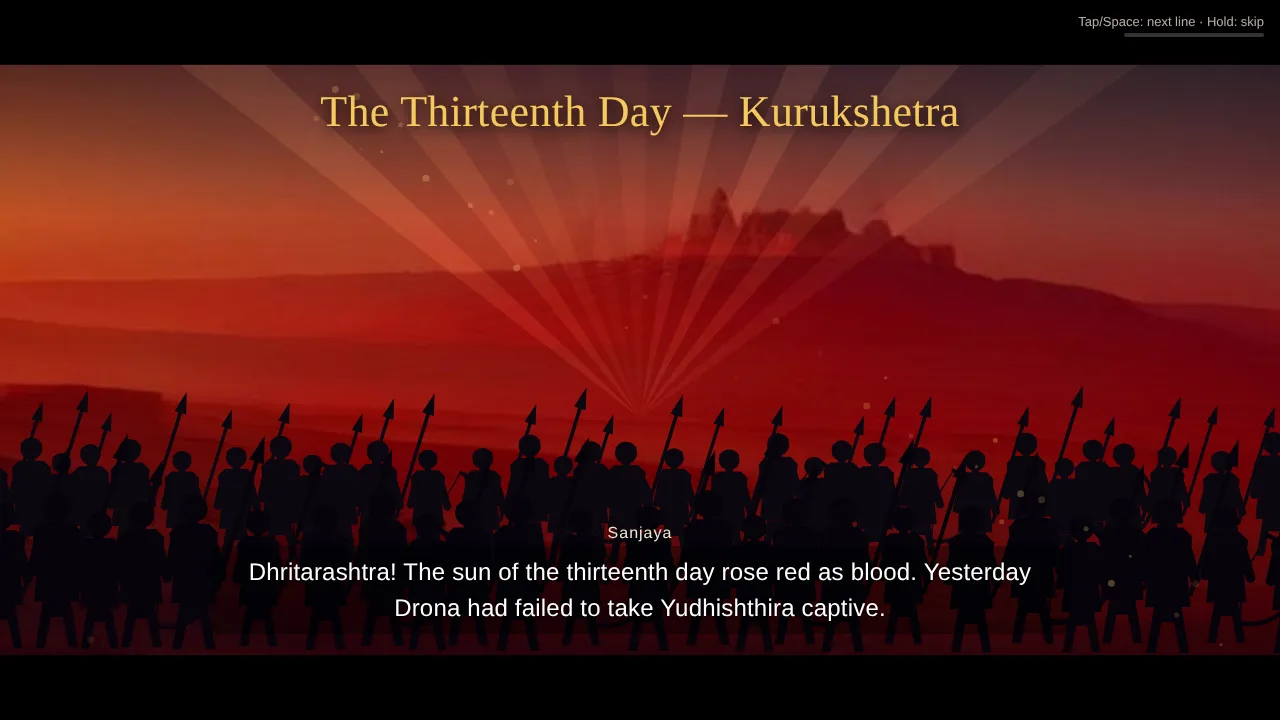 Tap/Space: next line · Hold: skip
The Thirteenth Day — Kurukshetra
Sanjaya
Dhritarashtra! The sun of the thirteenth day rose red as blood. Yesterday
Drona had failed to take Yudhishthira captive.